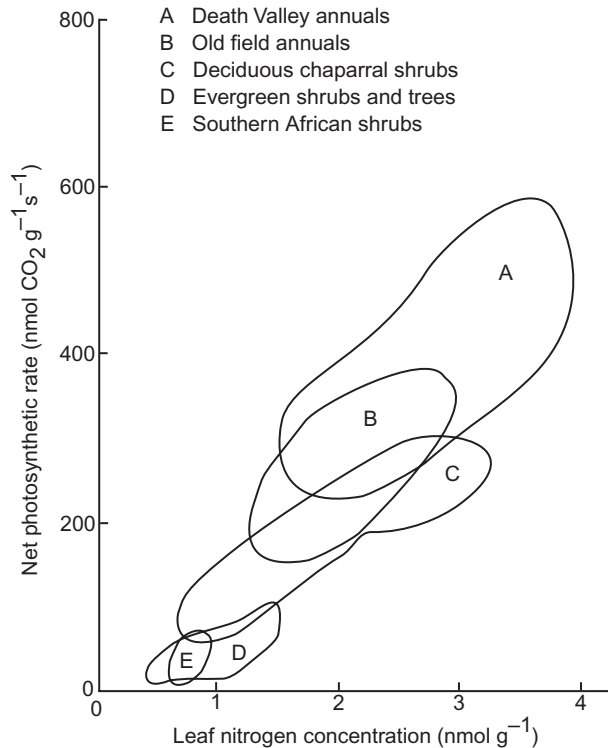 A Death Valley annuals
B Old field annuals
C Deciduous chaparral shrubs
D Evergreen shrubs and trees
E Southern African shrubs
800
600
400
200
0
Net photosynthetic rate (nmol CO₂ g⁻¹ s⁻¹)
A
B
C
D
E
0 1 2 3 4
Leaf nitrogen concentration (nmol g⁻¹)